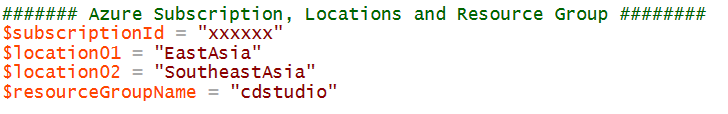 ####### Azure Subscription, Locations and Resource Group ########
$subscriptionId = "xxxxxx"
$location01 = "EastAsia"
$location02 = "SoutheastAsia"
$resourceGroupName = "cdstudio"